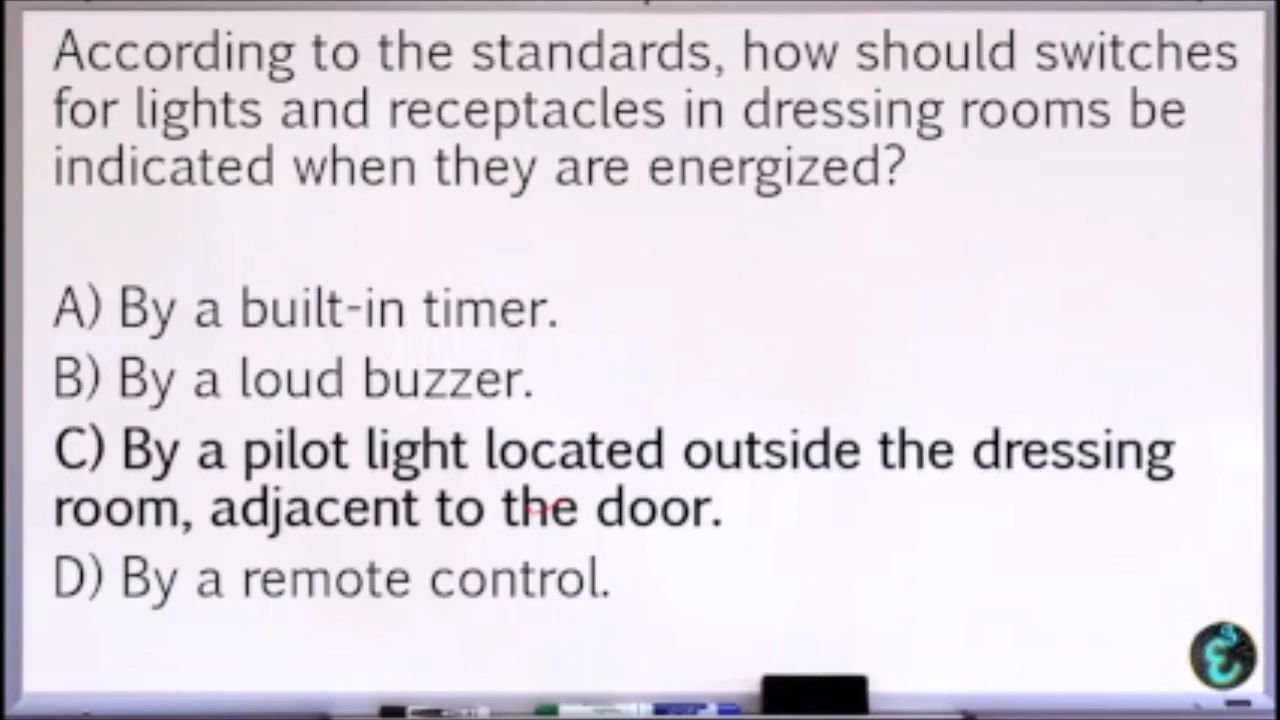 According to the standards, how should switches
for lights and receptacles in dressing rooms be
indicated when they are energized?
A) By a built-in timer.
B) By a loud buzzer.
C) By a pilot light located outside the dressing
room, adjacent to the door.
D) By a remote control.